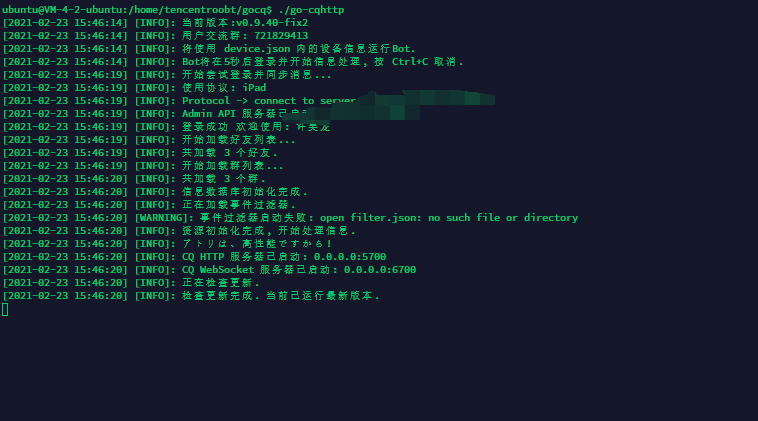 ubuntu@VM-4-2-ubuntu:/home/tencentroobt/gocq$ ./go-cqhttp
[2021-02-23 15:46:14] [INFO]: 当前版本:v0.9.40-fix2
[2021-02-23 15:46:14] [INFO]: 用户交流群: 721829413
[2021-02-23 15:46:14] [INFO]: 将使用 device.json 内的设备信息运行Bot.
[2021-02-23 15:46:14] [INFO]: Bot将在5秒后登录并开始信息处理, 按 Ctrl+C 取消.
[2021-02-23 15:46:19] [INFO]: 开始尝试登录并同步消息...
[2021-02-23 15:46:19] [INFO]: 使用协议: iPad
[2021-02-23 15:46:19] [INFO]: Protocol -> connect to server
[2021-02-23 15:46:19] [INFO]: Admin API 服务器已启
[2021-02-23 15:46:19] [INFO]: 登录成功 欢迎使用: 许昊龙
[2021-02-23 15:46:19] [INFO]: 开始加载好友列表...
[2021-02-23 15:46:19] [INFO]: 共加载 3 个好友.
[2021-02-23 15:46:19] [INFO]: 开始加载群列表...
[2021-02-23 15:46:20] [INFO]: 共加载 3 个群.
[2021-02-23 15:46:20] [INFO]: 信息数据库初始化完成.
[2021-02-23 15:46:20] [INFO]: 正在加载事件过滤器.
[2021-02-23 15:46:20] [WARNING]: 事件过滤器启动失败: open filter.json: no such file or directory
[2021-02-23 15:46:20] [INFO]: 资源初始化完成, 开始处理信息.
[2021-02-23 15:46:20] [INFO]: アトリは、高性能ですから!
[2021-02-23 15:46:20] [INFO]: CQ HTTP 服务器已启动: 0.0.0.0:5700
[2021-02-23 15:46:20] [INFO]: CQ WebSocket 服务器已启动: 0.0.0.0:6700
[2021-02-23 15:46:20] [INFO]: 正在检查更新.
[2021-02-23 15:46:20] [INFO]: 检查更新完成. 当前已运行最新版本.